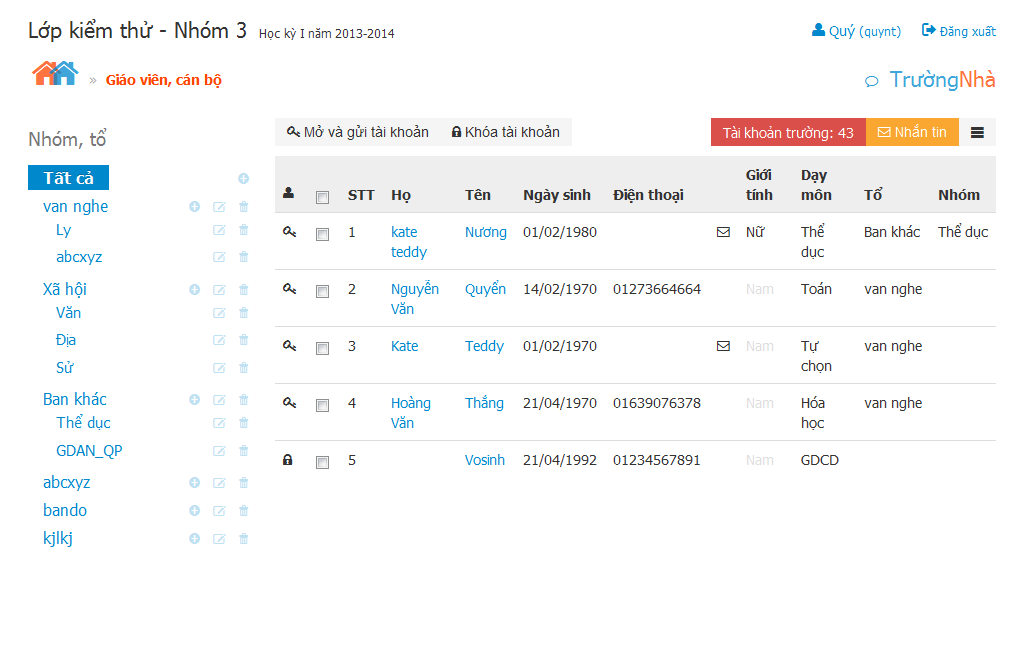 Lớp kiểm thử - Nhóm 3 Học kỳ I năm 2013-2014
Quý (quynt) Đăng xuất
» Giáo viên, cán bộ
TrườngNhà
Nhóm, tổ
Tất cả
van nghe
Ly
abcxyz
Xã hội
Văn
Địa
Sử
Ban khác
Thể dục
GDAN_QP
abcxyz
bando
kjlkj
Mở và gửi tài khoản Khóa tài khoản
Tài khoản trường: 43 Nhắn tin
STT Họ Tên Ngày sinh Điện thoại Giới tính Dạy môn Tổ Nhóm
1 kate teddy Nương 01/02/1980 Nữ Thể dục Ban khác Thể dục
2 Nguyễn Văn Quyển 14/02/1970 01273664664 Nam Toán van nghe
3 Kate Teddy 01/02/1970 Nam Tự chọn van nghe
4 Hoàng Văn Thắng 21/04/1970 01639076378 Nam Hóa học van nghe
5 Vosinh 21/04/1992 01234567891 Nam GDCD